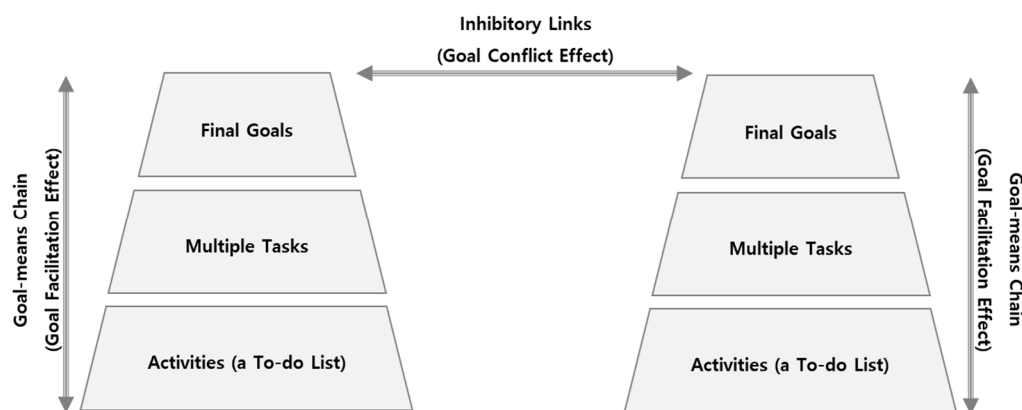 Inhibitory Links
(Goal Conflict Effect)
Goal-means Chain
(Goal Facilitation Effect)
Final Goals
Multiple Tasks
Activities (a To-do List)
Final Goals
Multiple Tasks
Activities (a To-do List)
Goal-means Chain
(Goal Facilitation Effect)